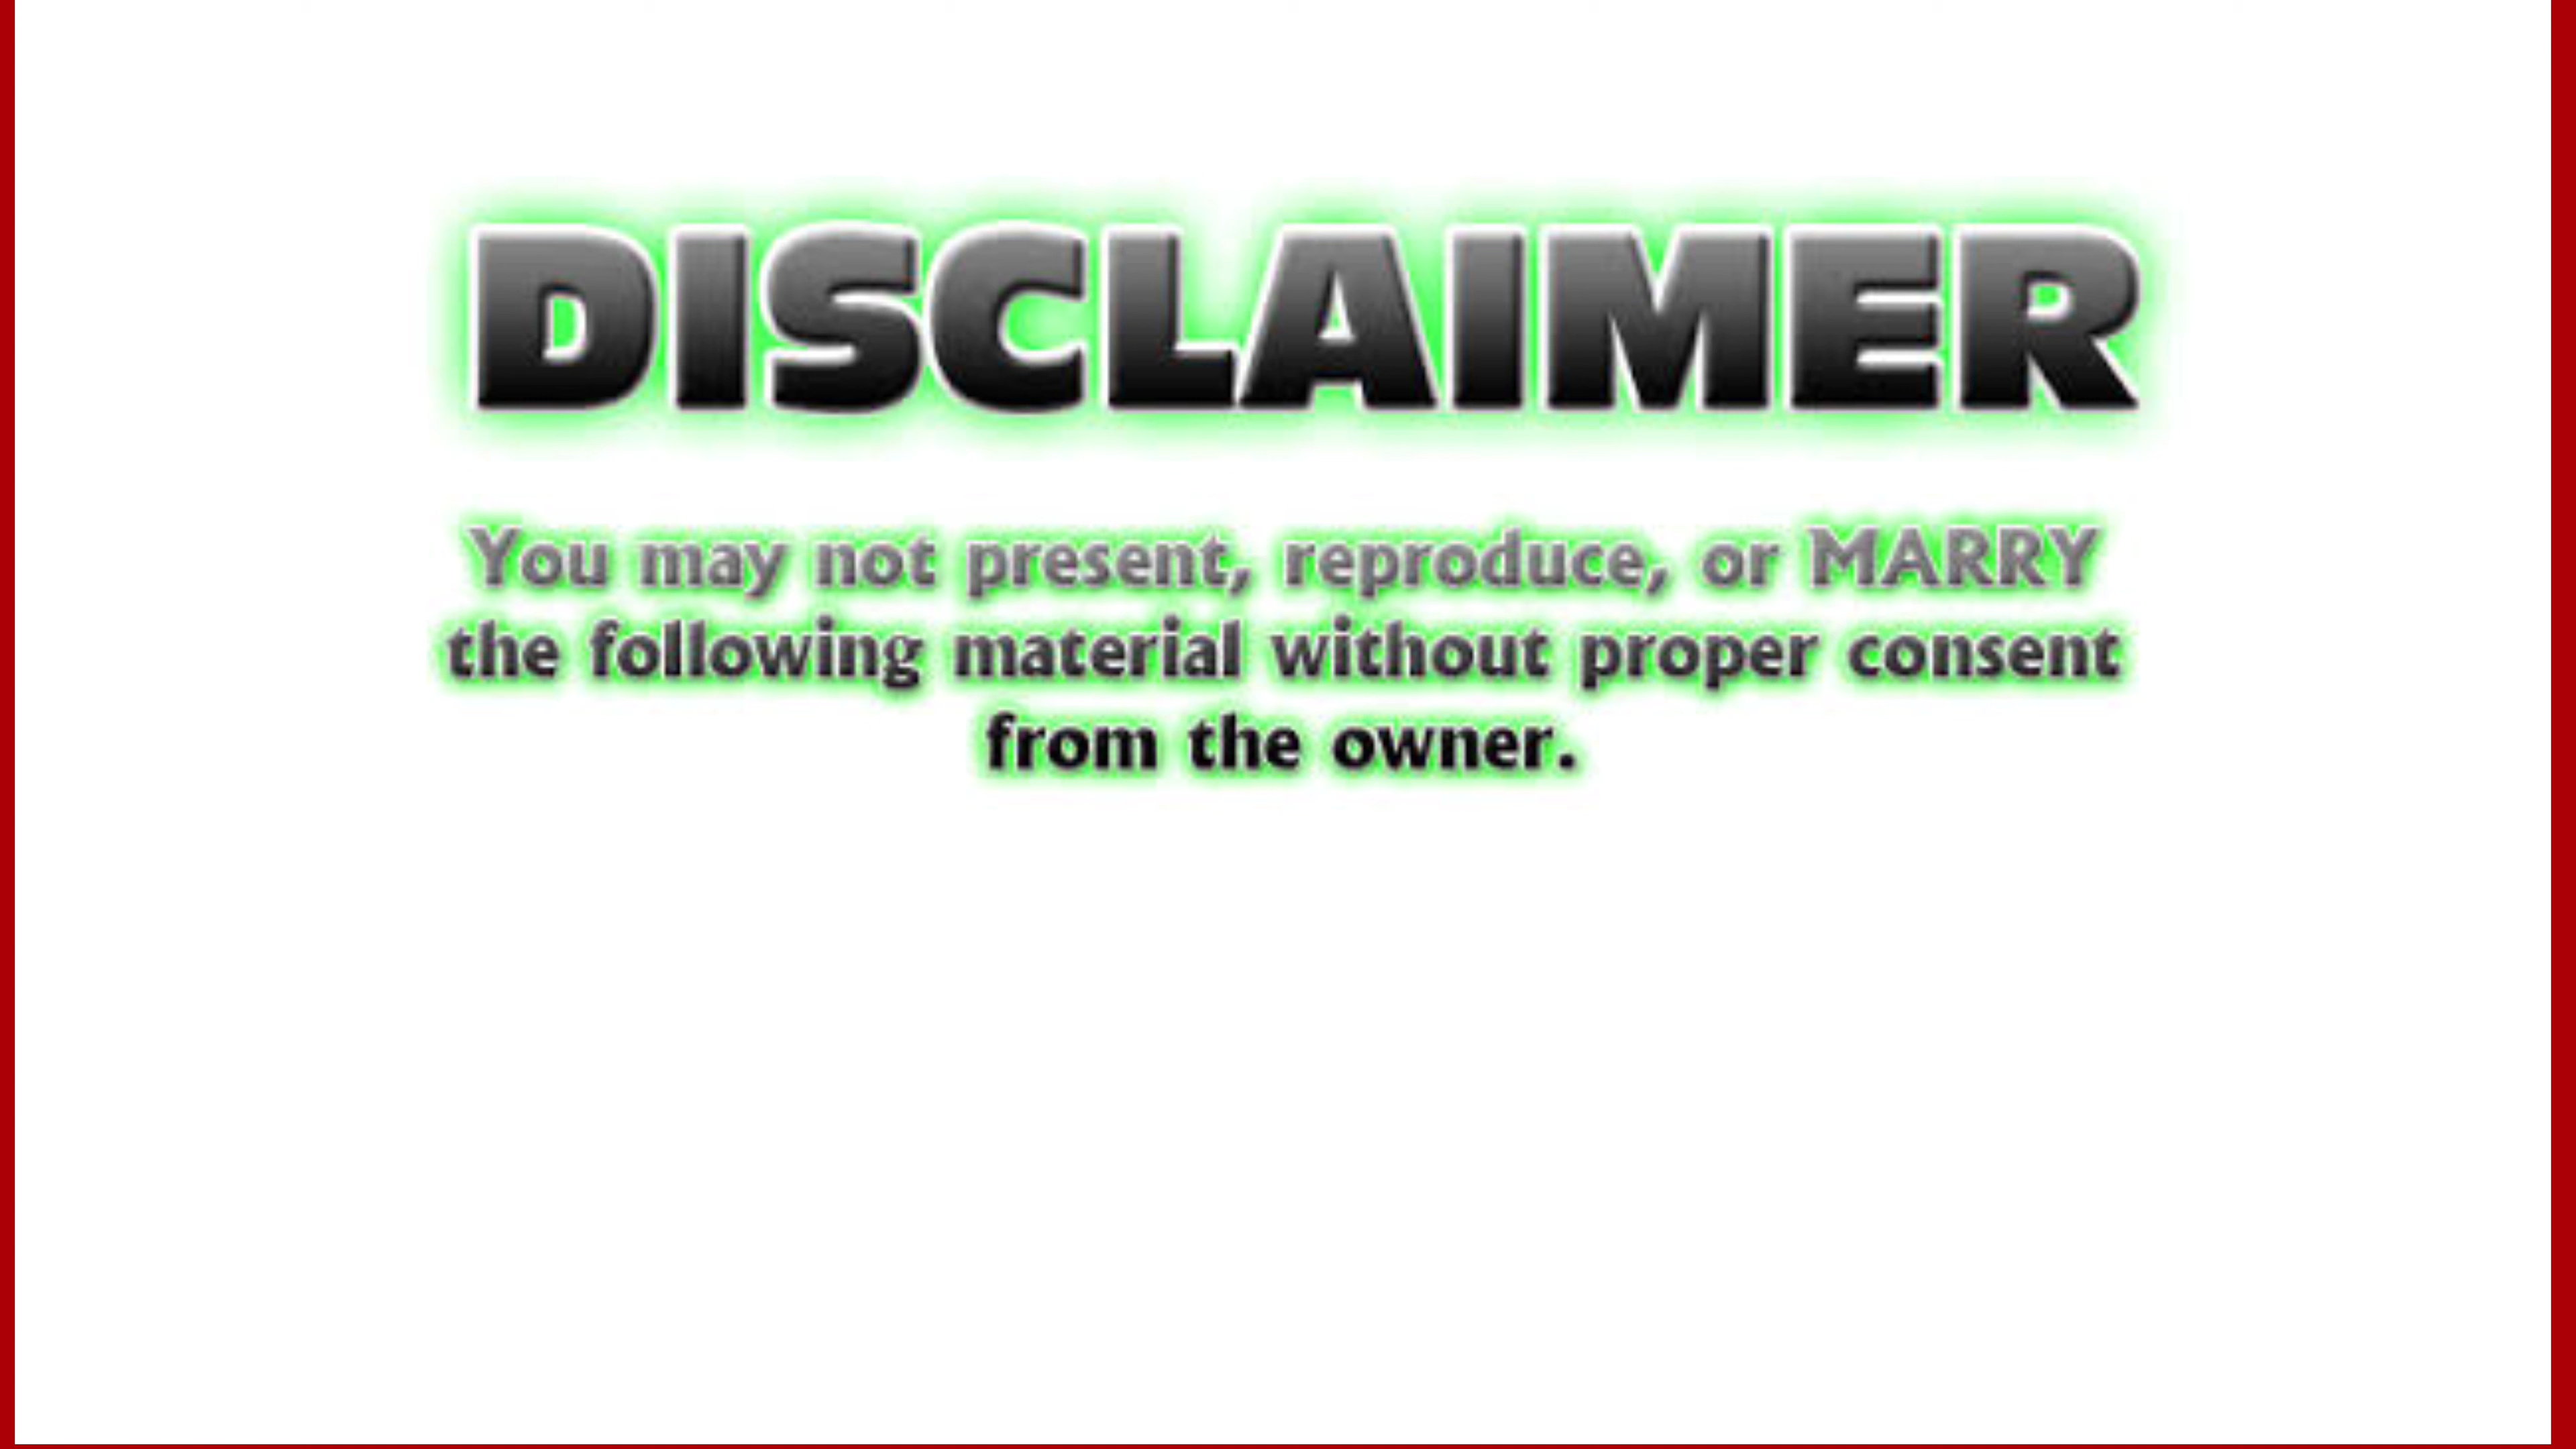 DISCLAIMER
You may not present, reproduce, or MARRY
the following material without proper consent
from the owner.